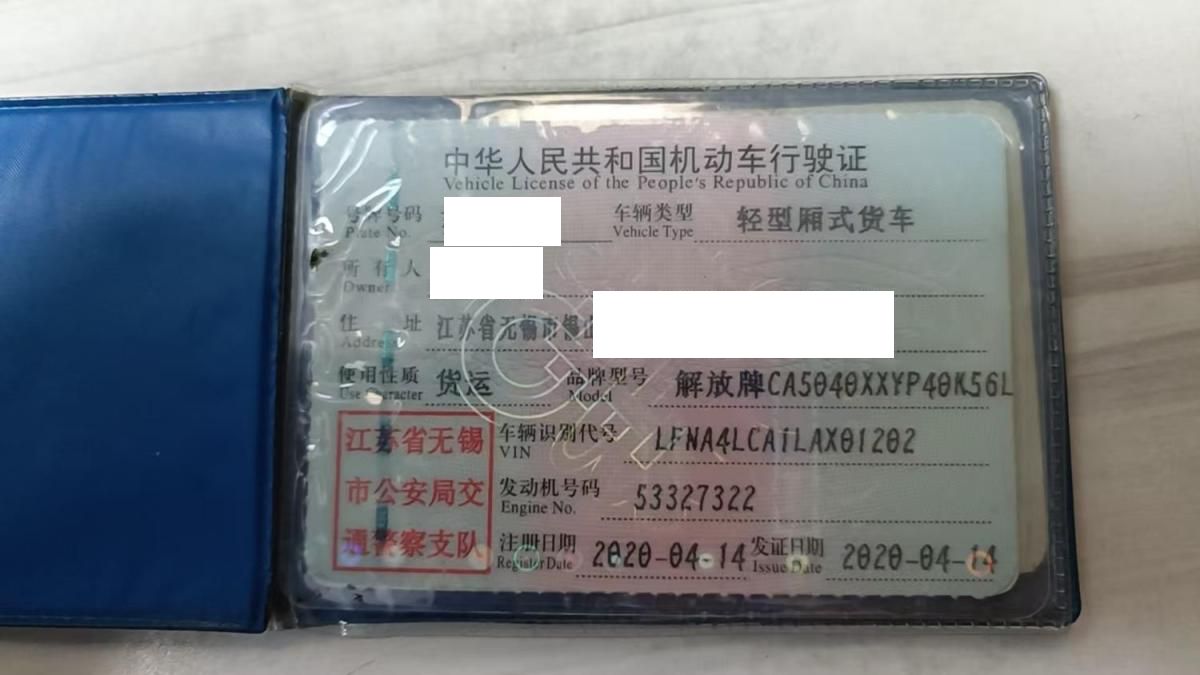 中华人民共和国机动车行驶证
Vehicle License of the People's Republic of China
号牌号码 车辆类型 轻型厢式货车
Plate No. Vehicle Type
所有人
Owner
住址 江苏省无锡市锡山
Address
使用性质 货运 品牌型号 解放牌CA5040XXYP40K56L
Use Character Model
江苏省无锡 车辆识别代号 LFNA4LCA1LAX01202
VIN
市公安局交 发动机号码 53327322
Engine No.
通警察支队 注册日期 2020-04-14 发证日期 2020-04-14
Register Date Issue Date